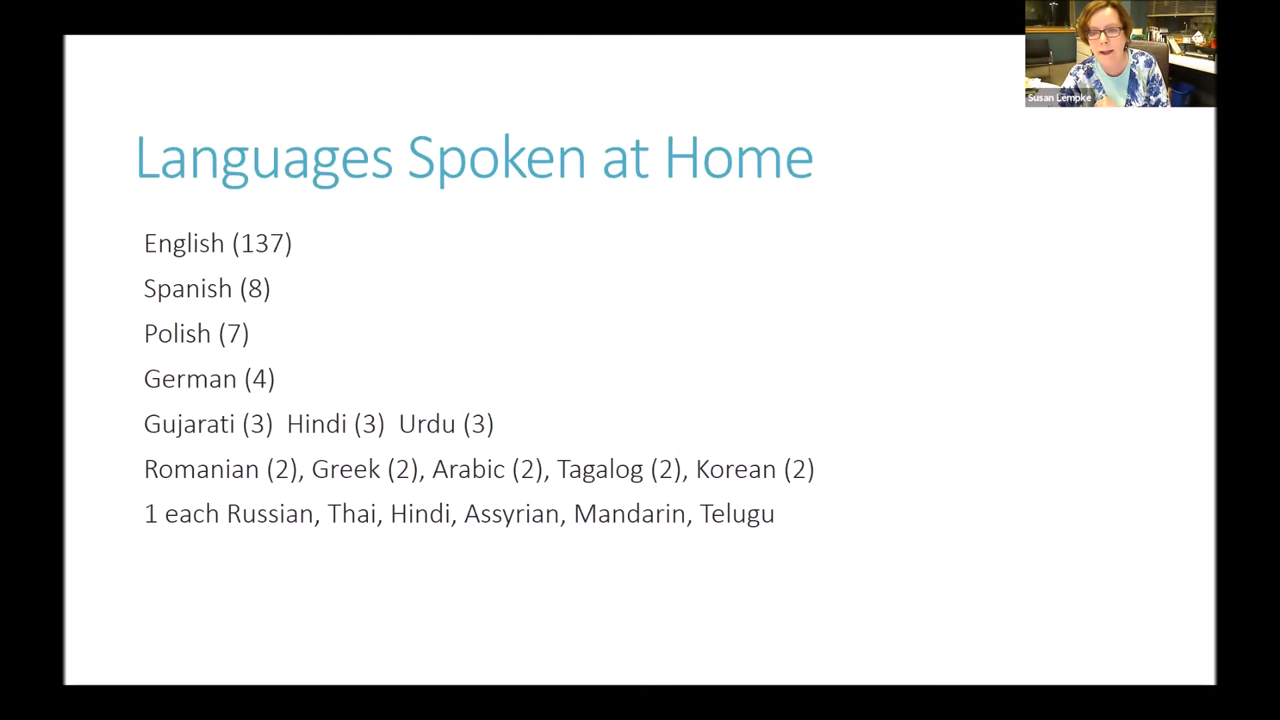 Susan Lempke
Languages Spoken at Home
English (137)
Spanish (8)
Polish (7)
German (4)
Gujarati (3) Hindi (3) Urdu (3)
Romanian (2), Greek (2), Arabic (2), Tagalog (2), Korean (2)
1 each Russian, Thai, Hindi, Assyrian, Mandarin, Telugu